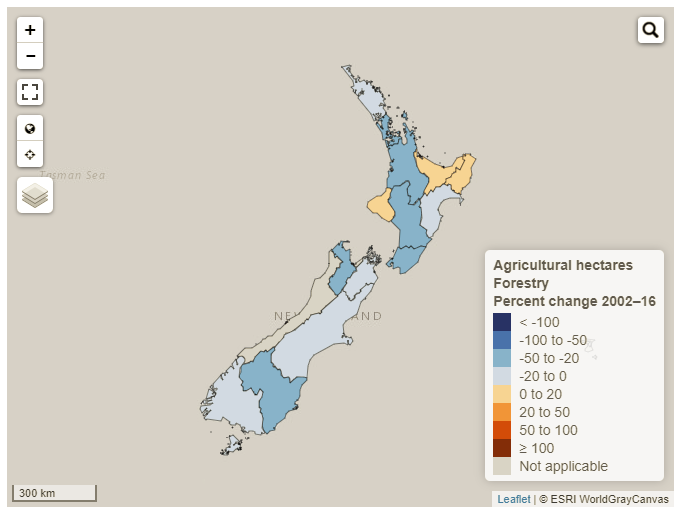 +
−
Tasman Sea
NEW ZEALAND
Agricultural hectares
Forestry
Percent change 2002–16
< -100
-100 to -50
-50 to -20
-20 to 0
0 to 20
20 to 50
50 to 100
≥ 100
Not applicable
300 km
Leaflet | © ESRI WorldGrayCanvas